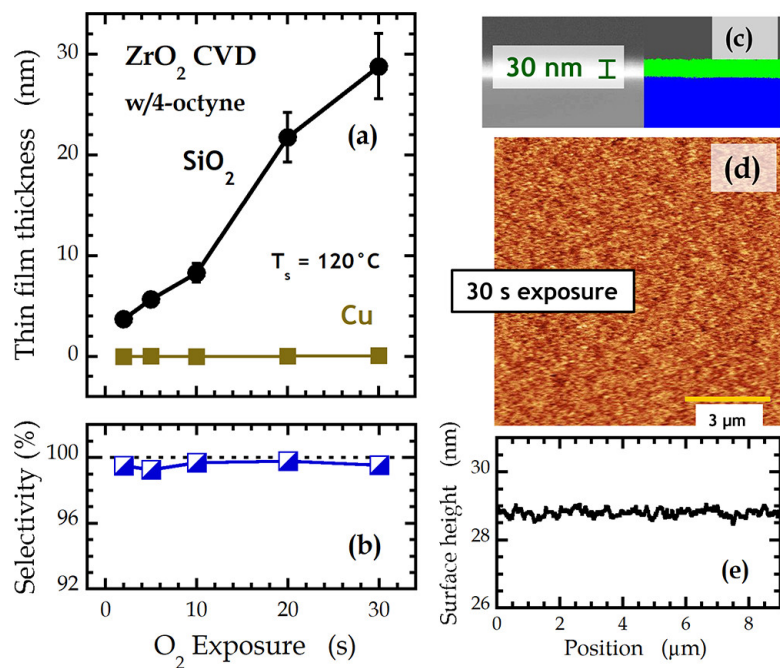 ZrO2 CVD
w/4-octyne
(a)
SiO2
Ts = 120°C
Cu
Thin film thickness (nm)
30
20
10
0
Selectivity (%)
100
96
92
(b)
0
10
20
30
O2 Exposure (s)
(c)
30 nm
(d)
30 s exposure
3 µm
Surface height (nm)
30
28
26
(e)
0
2
4
6
8
Position (µm)